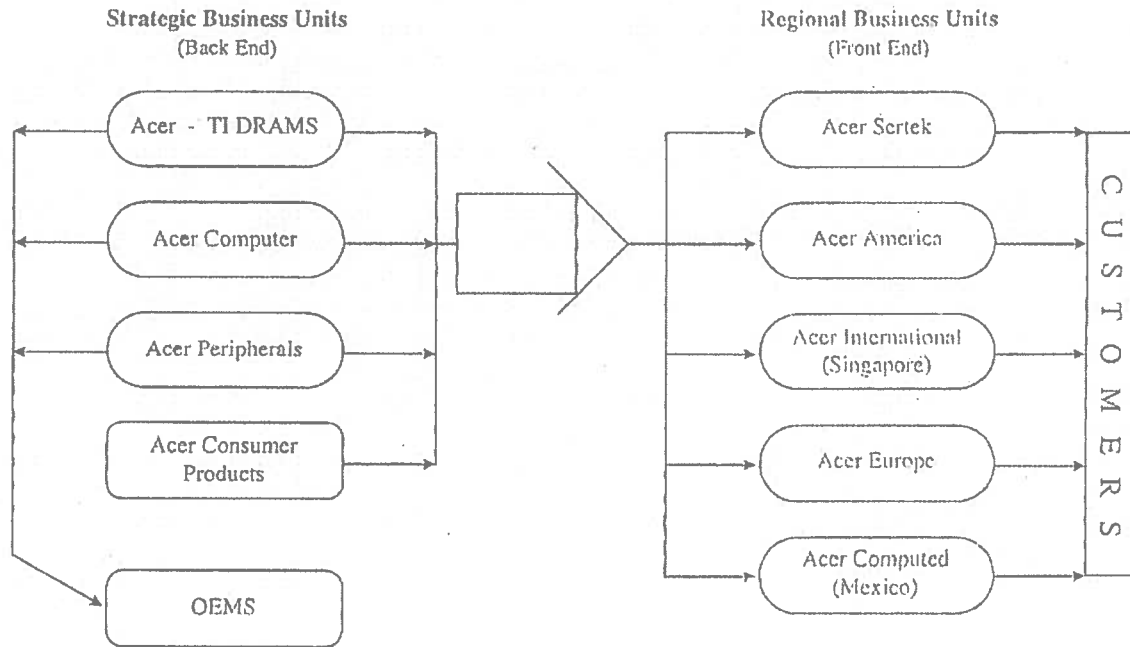 Strategic Business Units
(Back End)
Acer - TI DRAMS
Acer Computer
Acer Peripherals
Acer Consumer
Products
OEMS
Regional Business Units
(Front End)
Acer Sertek
Acer America
Acer International
(Singapore)
Acer Europe
Acer Computed
(Mexico)
CUSTOMERS